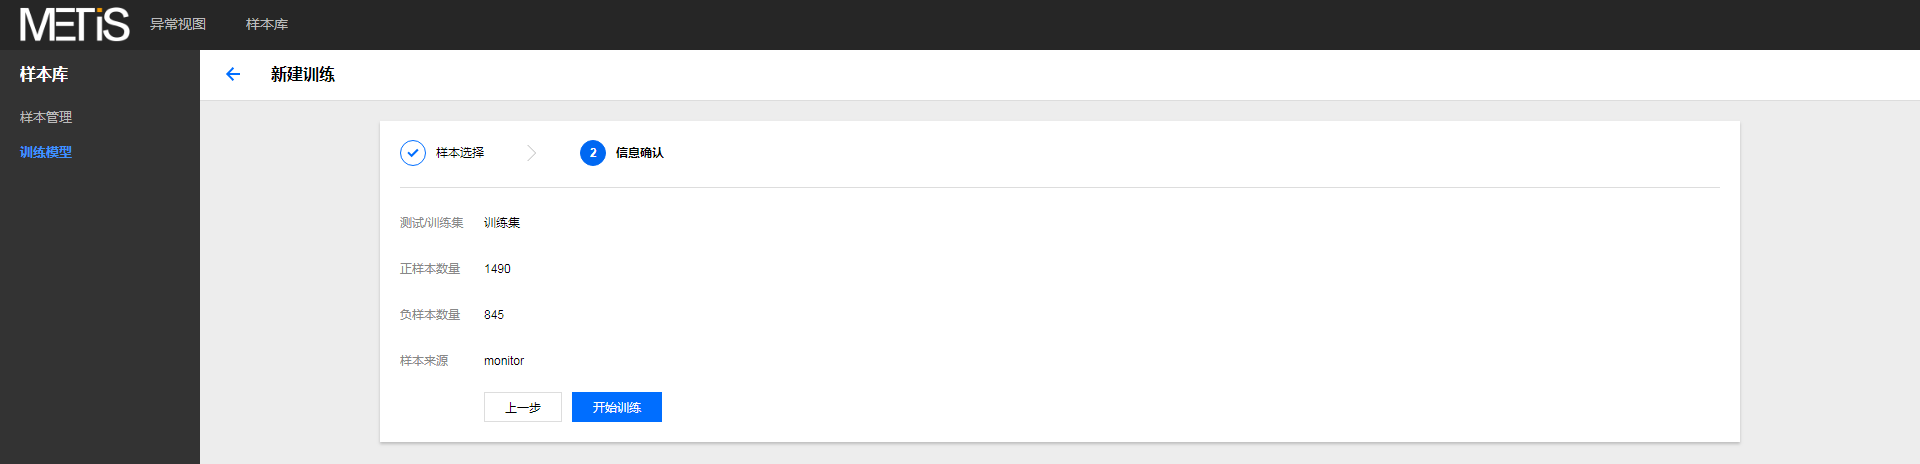 METIS 异常视图 样本库
样本库
样本管理
训练模型
新建训练
样本选择 2 信息确认
测试/训练集 训练集
正样本数量 1490
负样本数量 845
样本来源 monitor
上一步 开始训练